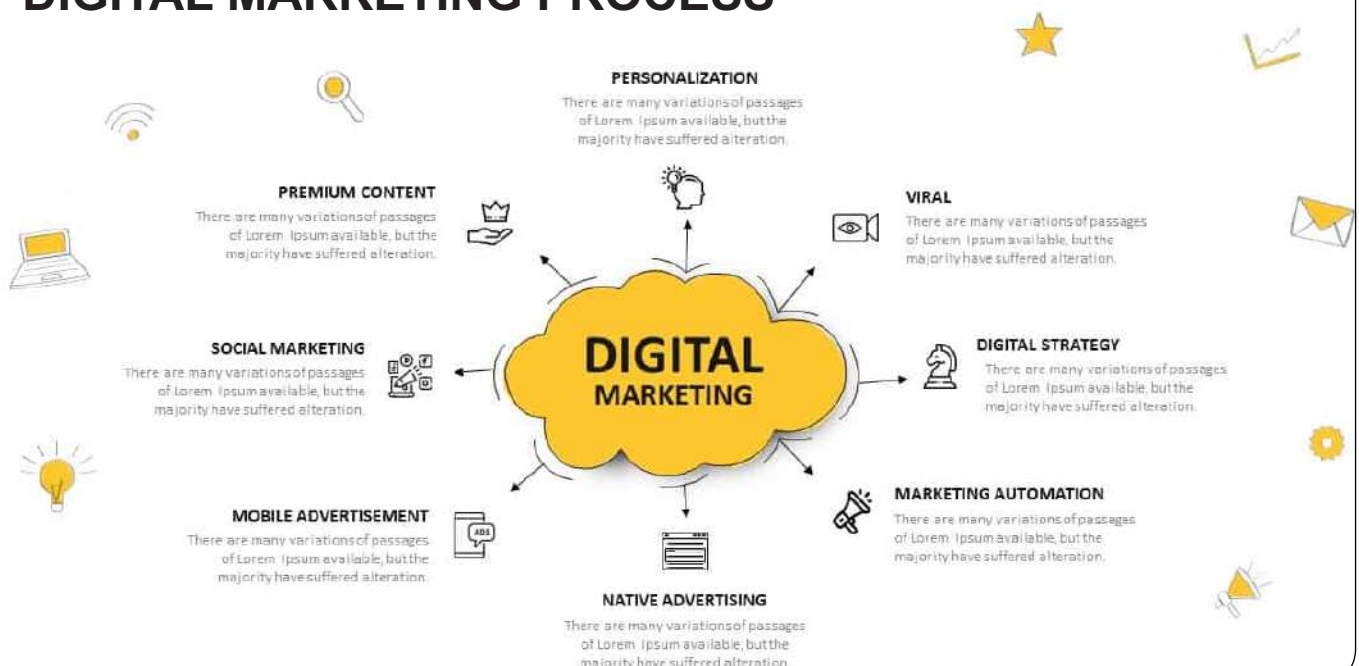 DIGITAL MARKETING PROCESS
PERSONALIZATION
There are many variations of passages
of Lorem Ipsum available, but the
majority have suffered alteration.
PREMIUM CONTENT
There are many variations of passages
of Lorem Ipsum available, but the
majority have suffered alteration.
VIRAL
There are many variations of passages
of Lorem Ipsum available, but the
majority have suffered alteration.
SOCIAL MARKETING
There are many variations of passages
of Lorem Ipsum available, but the
majority have suffered alteration.
DIGITAL
MARKETING
DIGITAL STRATEGY
There are many variations of passages
of Lorem Ipsum available, but the
majority have suffered alteration.
MOBILE ADVERTISEMENT
There are many variations of passages
of Lorem Ipsum available, but the
majority have suffered alteration.
ADS
MARKETING AUTOMATION
There are many variations of passages
of Lorem Ipsum available, but the
majority have suffered alteration.
NATIVE ADVERTISING
There are many variations of passages
of Lorem Ipsum available, but the
majority have suffered alteration.